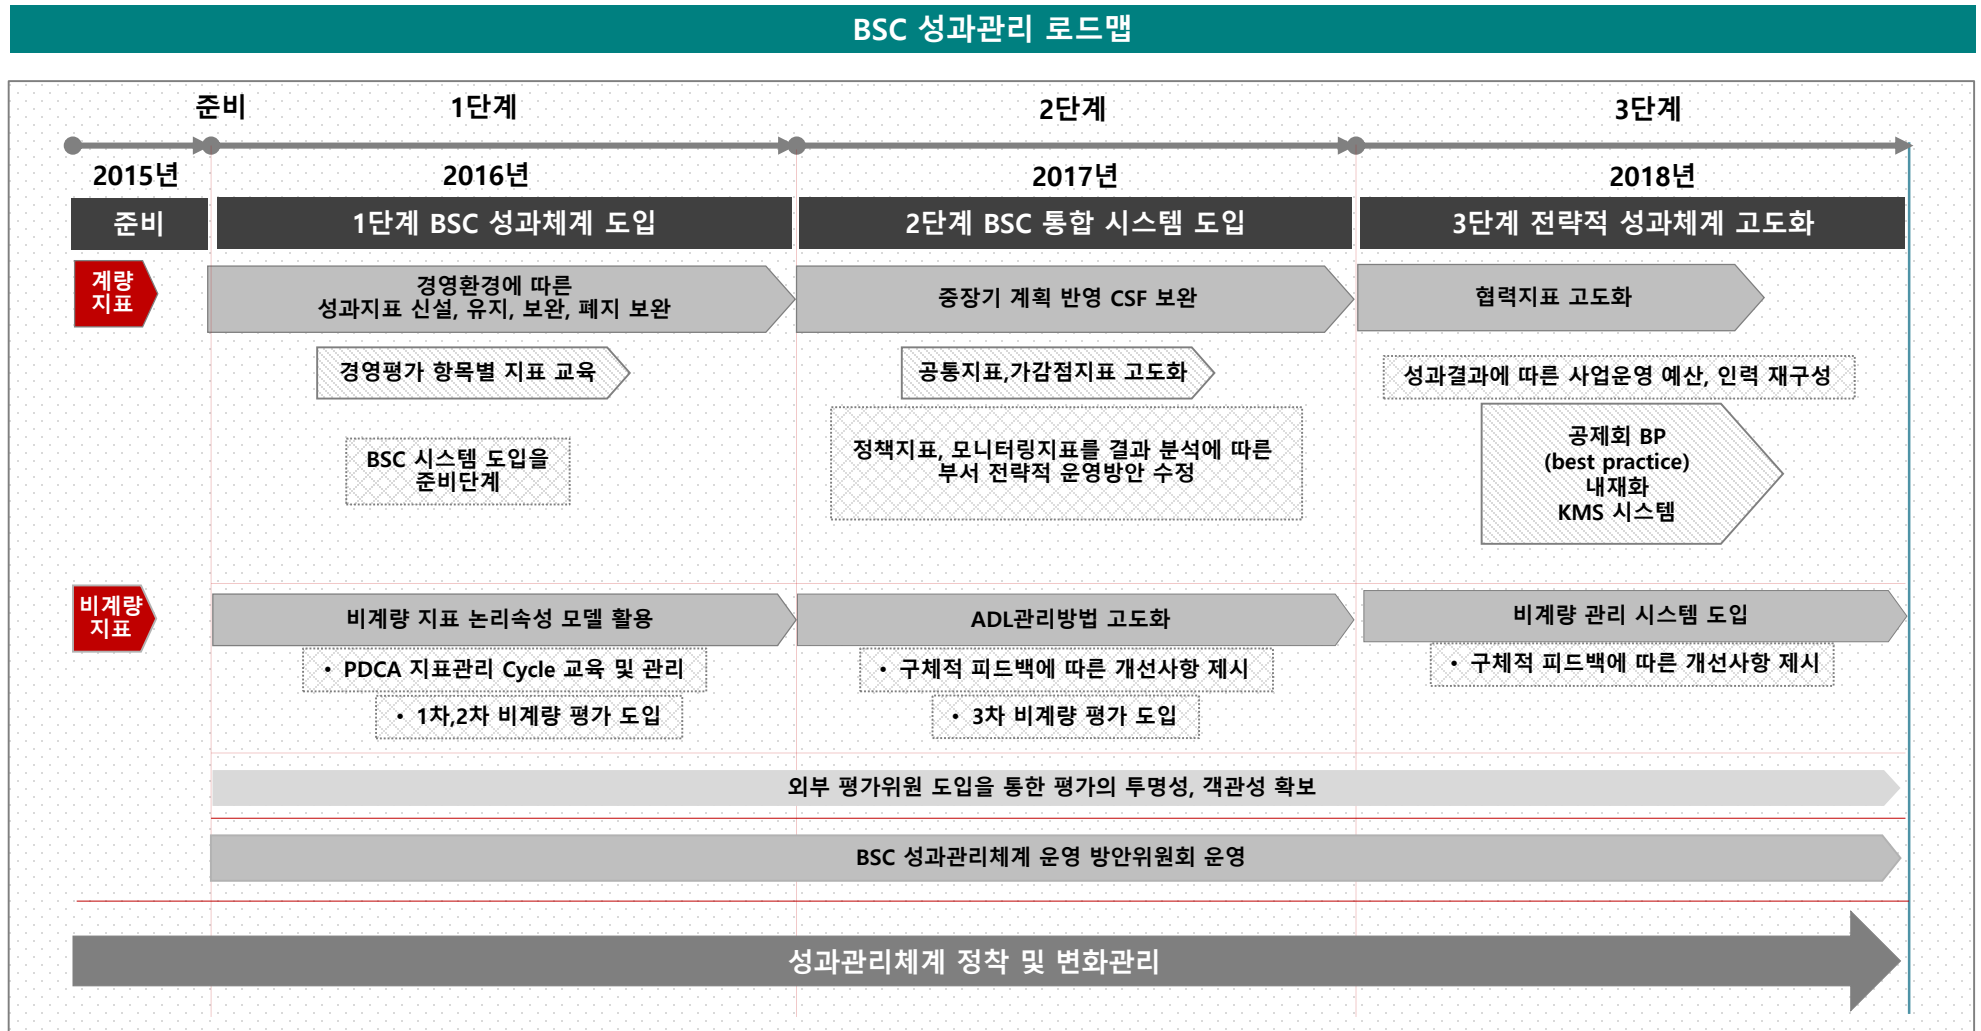 BSC 성과관리 로드맵
준비
1단계
2단계
3단계
2015년
2016년
2017년
2018년
준비
1단계 BSC 성과체계 도입
2단계 BSC 통합 시스템 도입
3단계 전략적 성과체계 고도화
계량
지표
경영환경에 따른
성과지표 신설, 유지, 보완, 폐지 보완
중장기 계획 반영 CSF 보완
협력지표 고도화
경영평가 항목별 지표 교육
공통지표,가감점지표 고도화
성과결과에 따른 사업운영 예산, 인력 재구성
BSC 시스템 도입을
준비단계
정책지표, 모니터링지표를 결과 분석에 따른
부서 전략적 운영방안 수정
공제회 BP
(best practice)
내재화
KMS 시스템
비계량
지표
비계량 지표 논리속성 모델 활용
ADL관리방법 고도화
비계량 관리 시스템 도입
• PDCA 지표관리 Cycle 교육 및 관리
• 구체적 피드백에 따른 개선사항 제시
• 구체적 피드백에 따른 개선사항 제시
• 1차,2차 비계량 평가 도입
• 3차 비계량 평가 도입
외부 평가위원 도입을 통한 평가의 투명성, 객관성 확보
BSC 성과관리체계 운영 방안위원회 운영
성과관리체계 정착 및 변화관리